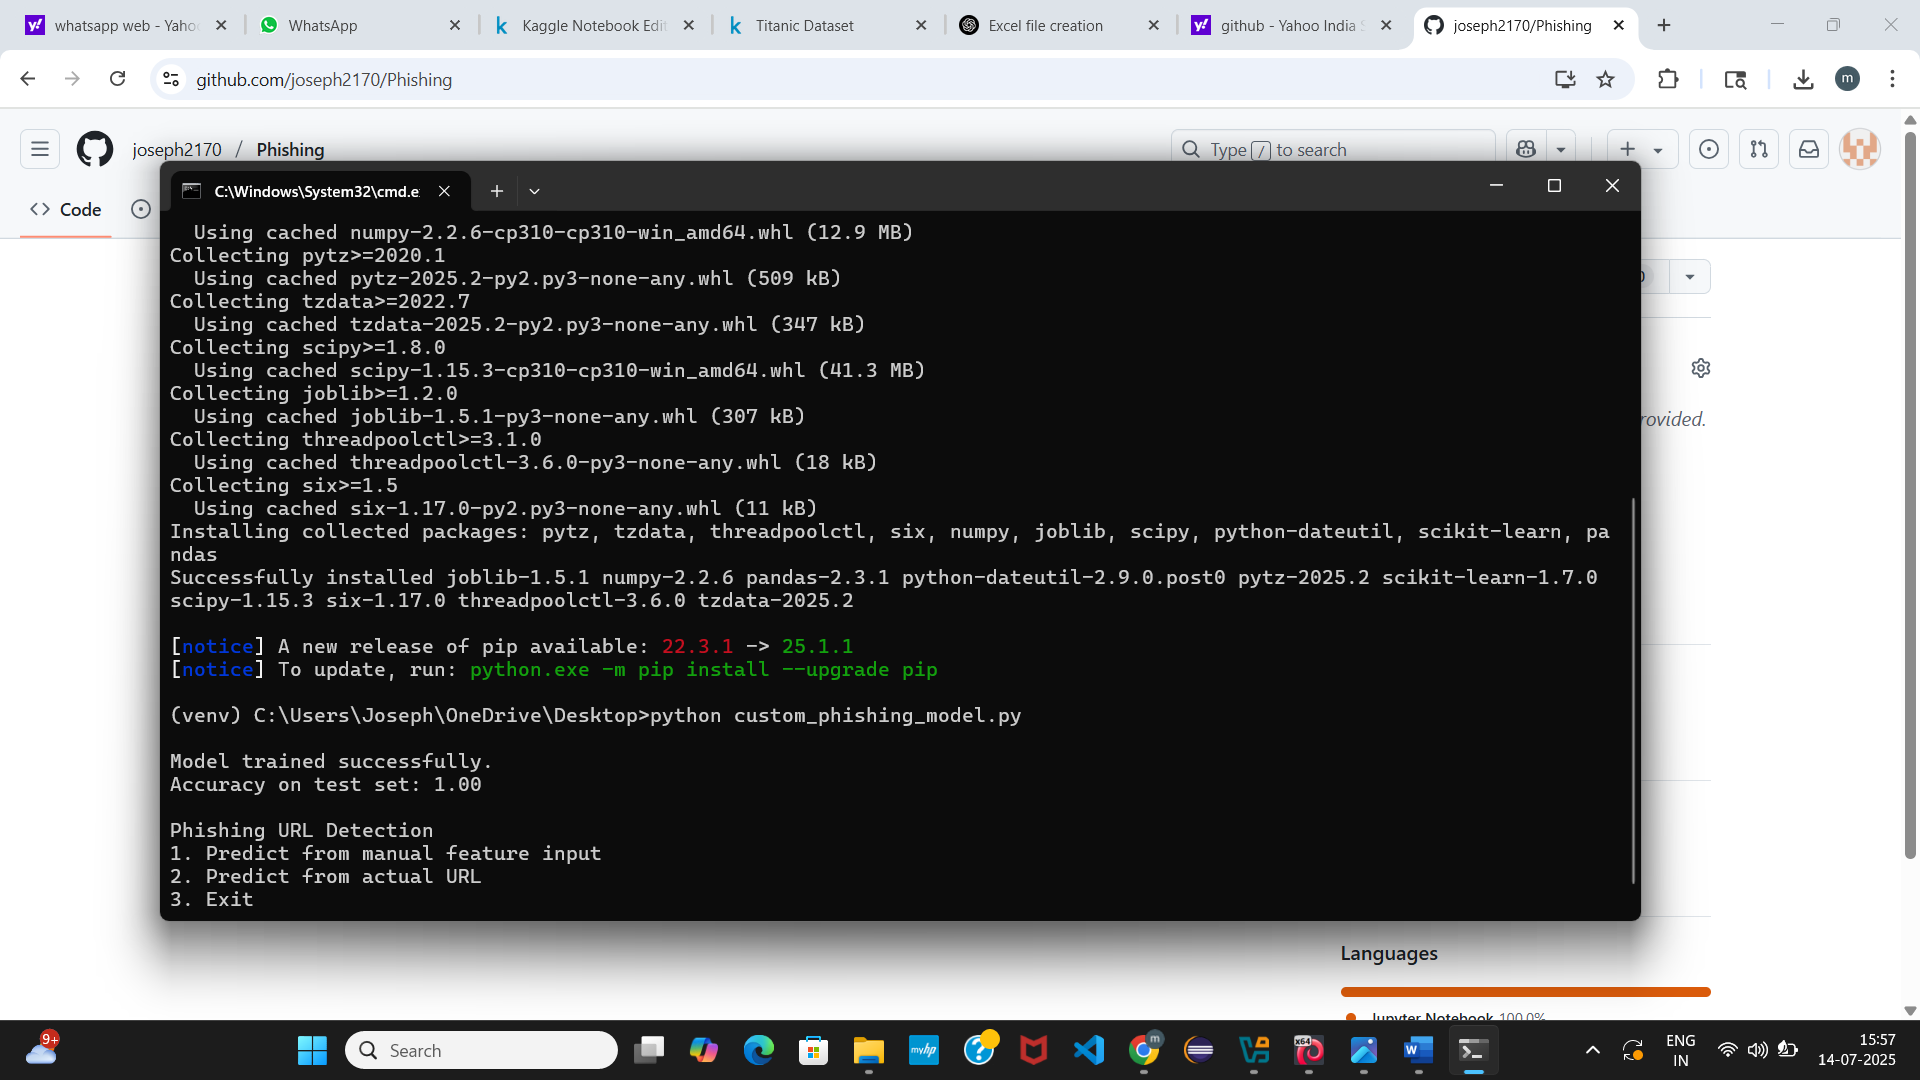 whatsapp web - Yaho
WhatsApp
Kaggle Notebook Edit
Titanic Dataset
Excel file creation
github - Yahoo India S
joseph2170/Phishing
github.com/joseph2170/Phishing
m
joseph2170 / Phishing
Type / to search
Code
C:\Windows\System32\cmd.e
Using cached numpy-2.2.6-cp310-cp310-win_amd64.whl (12.9 MB)
Collecting pytz>=2020.1
Using cached pytz-2025.2-py2.py3-none-any.whl (509 kB)
Collecting tzdata>=2022.7
Using cached tzdata-2025.2-py2.py3-none-any.whl (347 kB)
Collecting scipy>=1.8.0
Using cached scipy-1.15.3-cp310-cp310-win_amd64.whl (41.3 MB)
Collecting joblib>=1.2.0
Using cached joblib-1.5.1-py3-none-any.whl (307 kB)
Collecting threadpoolctl>=3.1.0
Using cached threadpoolctl-3.6.0-py3-none-any.whl (18 kB)
Collecting six>=1.5
Using cached six-1.17.0-py2.py3-none-any.whl (11 kB)
Installing collected packages: pytz, tzdata, threadpoolctl, six, numpy, joblib, scipy, python-dateutil, scikit-learn, pa
ndas
Successfully installed joblib-1.5.1 numpy-2.2.6 pandas-2.3.1 python-dateutil-2.9.0.post0 pytz-2025.2 scikit-learn-1.7.0
scipy-1.15.3 six-1.17.0 threadpoolctl-3.6.0 tzdata-2025.2
[notice] A new release of pip available: 22.3.1 -> 25.1.1
[notice] To update, run: python.exe -m pip install --upgrade pip
(venv) C:\Users\Joseph\OneDrive\Desktop>python custom_phishing_model.py
Model trained successfully.
Accuracy on test set: 1.00
Phishing URL Detection
1. Predict from manual feature input
2. Predict from actual URL
3. Exit
rovided.
Languages
Jupyter Notebook 100.0%
9+
Search
myhp
m
x64
ENG
IN
15:57
14-07-2025